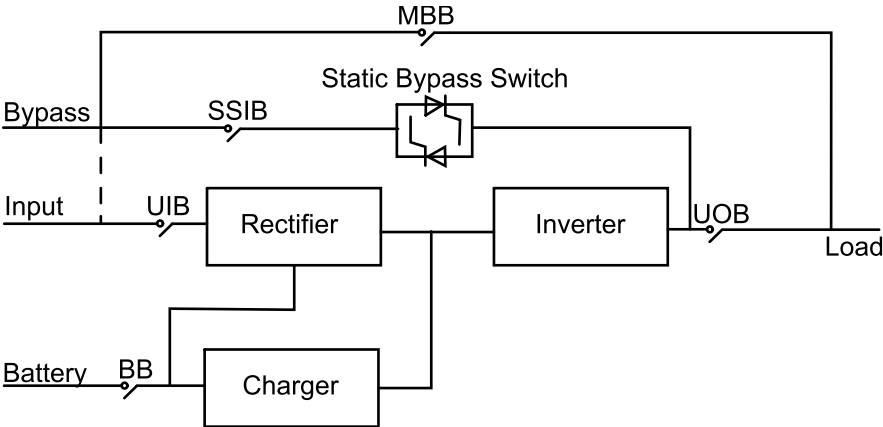 MBB
Static Bypass Switch
Bypass
SSIB
Input
UIB
Rectifier
Inverter
UOB
Load
Battery
BB
Charger